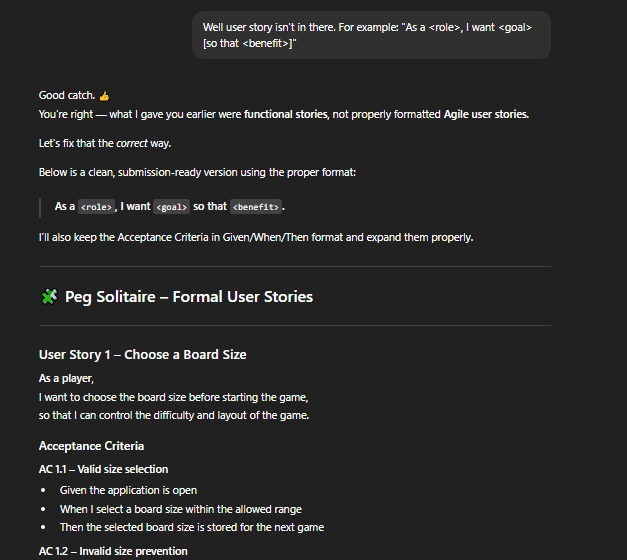 Well user story isn't in there. For example: "As a <role>, I want <goal>
[so that <benefit>]"
Good catch. 👍
You're right — what I gave you earlier were functional stories, not properly formatted Agile user stories.
Let's fix that the correct way.
Below is a clean, submission-ready version using the proper format:
As a <role>, I want <goal> so that <benefit>.
I'll also keep the Acceptance Criteria in Given/When/Then format and expand them properly.
🧩 Peg Solitaire – Formal User Stories
User Story 1 – Choose a Board Size
As a player,
I want to choose the board size before starting the game,
so that I can control the difficulty and layout of the game.
Acceptance Criteria
AC 1.1 – Valid size selection
• Given the application is open
• When I select a board size within the allowed range
• Then the selected board size is stored for the next game
AC 1.2 – Invalid size prevention